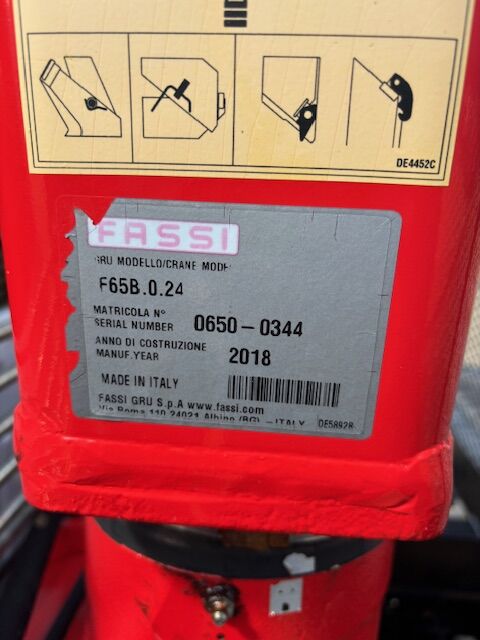 DE4452C
FASSI
GRU MODELLO/CRANE MODE
F65B.0.24
MATRICOLA N°
SERIAL NUMBER 0650-0344
ANNO DI COSTRUZIONE
MANUF.YEAR 2018
MADE IN ITALY
FASSI GRU S.p.A www.fassi.com
Via Roma 110 24021 Albino (BG) - ITALY DE5892B